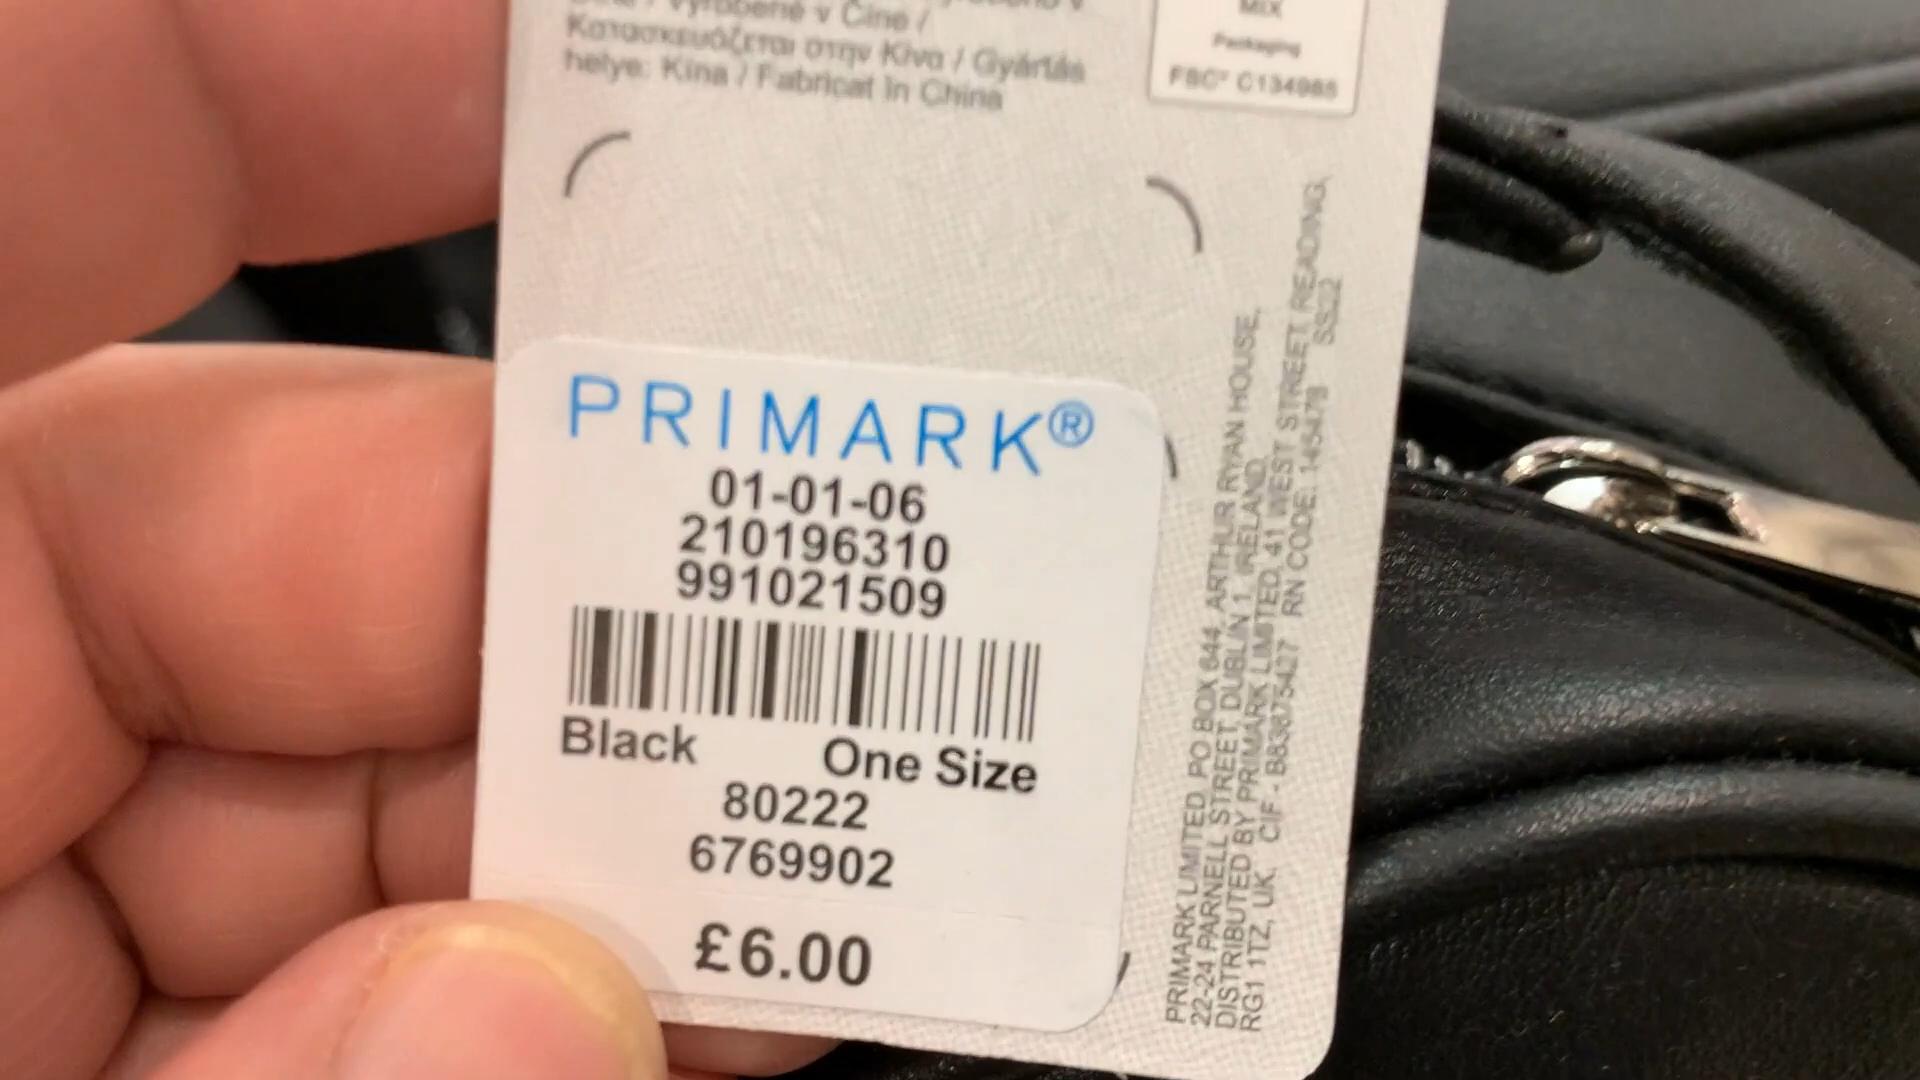 Vyrobené v Číne /
Κατασκευάζεται στην Κίνα / Gyártás
helye: Kína / Fabricat în China
MIX
Packaging
FSC® C134985
PRIMARK®
01-01-06
210196310
991021509
Black One Size
80222
6769902
£6.00
PRIMARK LIMITED, PO BOX 644, ARTHUR RYAN HOUSE,
22-24 PARNELL STREET, DUBLIN 1, IRELAND.
DISTRIBUTED BY PRIMARK LIMITED, 41 WEST STREET, READING,
RG1 1TZ, UK. CIF - B83875427 RN CODE: 145479 SS22